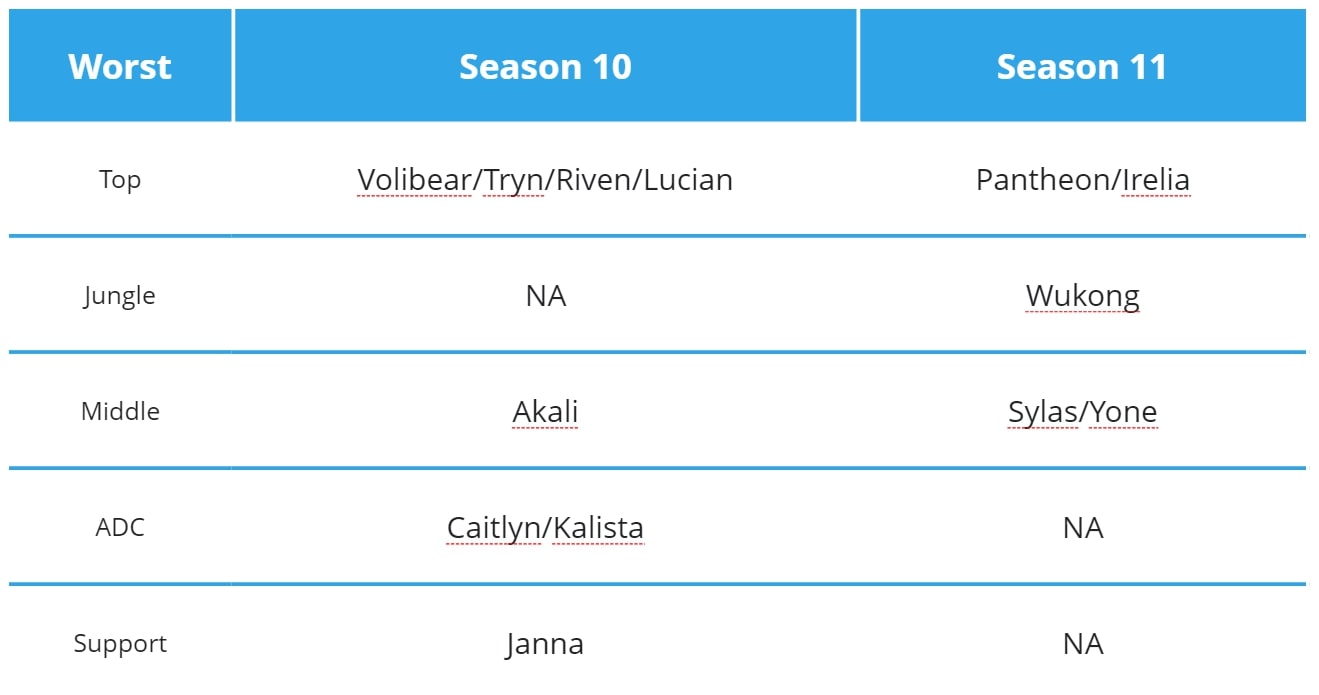 Worst Season 10 Season 11
Top Volibear/Tryn/Riven/Lucian Pantheon/Irelia
Jungle NA Wukong
Middle Akali Sylas/Yone
ADC Caitlyn/Kalista NA
Support Janna NA